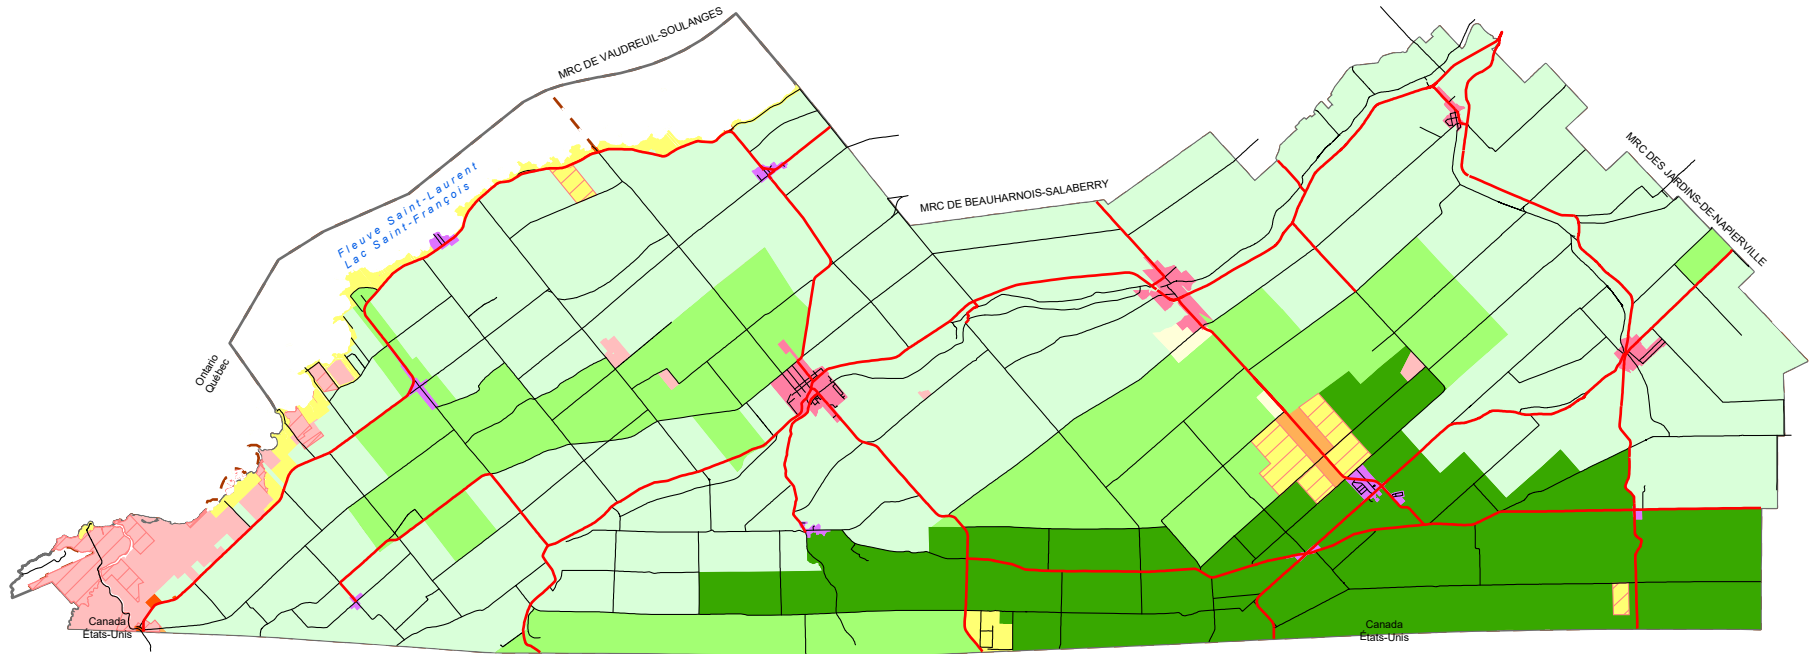 MRC DE VAUDREUIL-SOULANGES
MRC DES JARDINS-DE-NAPIERVILLE
Fleuve Saint-Laurent
Lac Saint-François
MRC DE BEAUHARNOIS-SALABERRY
Ontario
Québec
Canada
États-Unis
Canada
États-Unis